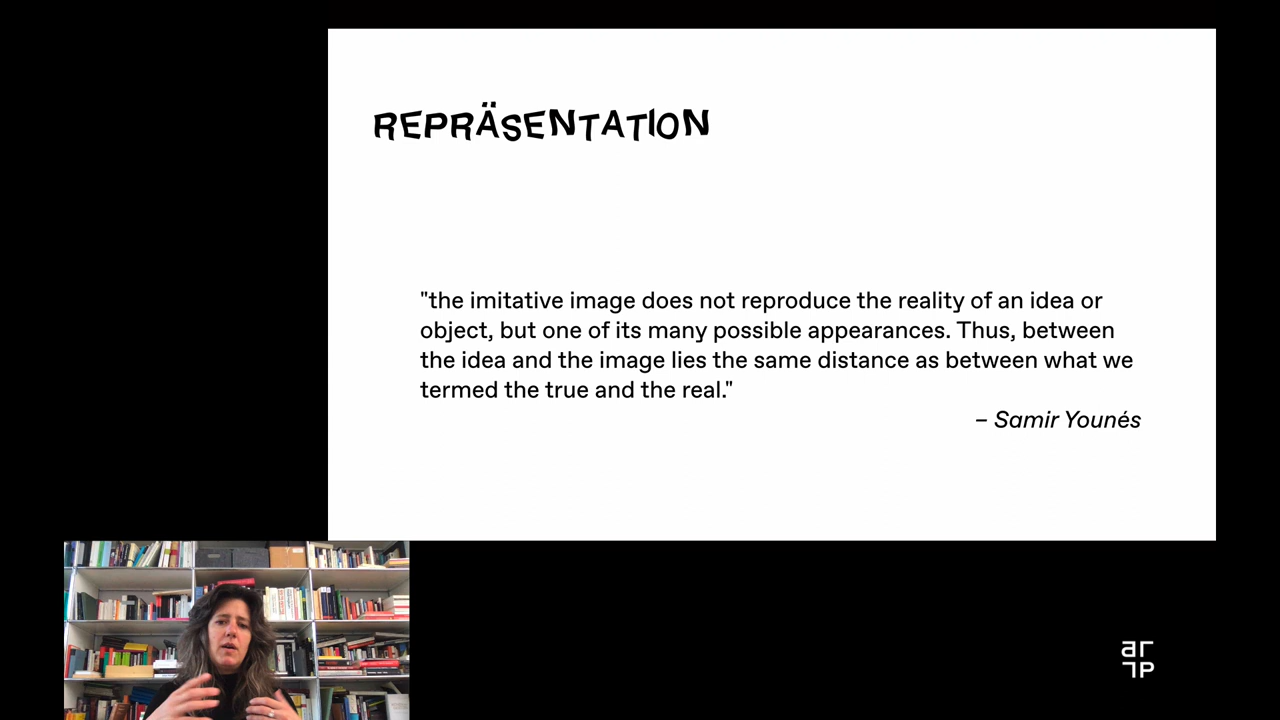 REPRÄSENTATION
"the imitative image does not reproduce the reality of an idea or
object, but one of its many possible appearances. Thus, between
the idea and the image lies the same distance as between what we
termed the true and the real."
– Samir Younés